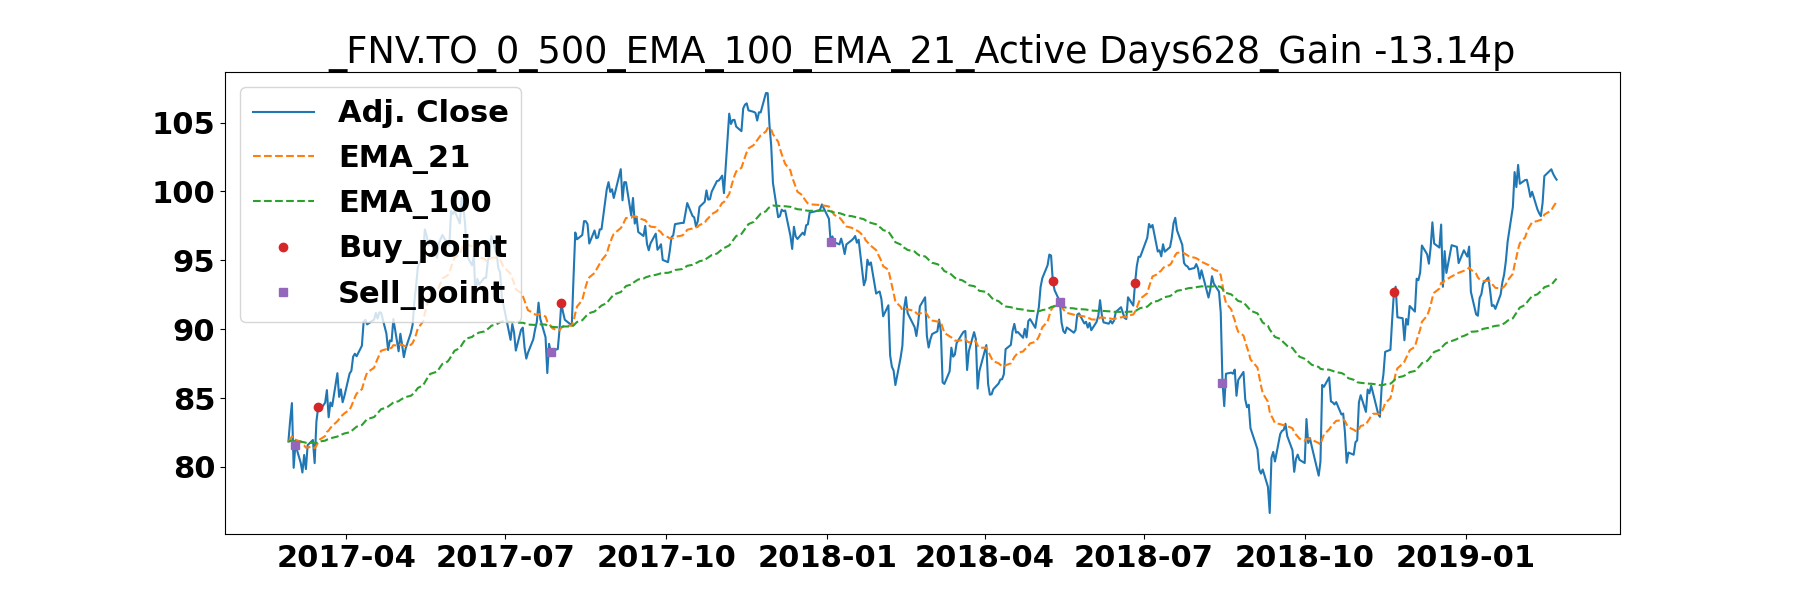 _FNV.TO_0_500_EMA_100_EMA_21_Active Days628_Gain -13.14p
Adj. Close
EMA_21
EMA_100
Buy_point
Sell_point
105
100
95
90
85
80
2017-04 2017-07 2017-10 2018-01 2018-04 2018-07 2018-10 2019-01